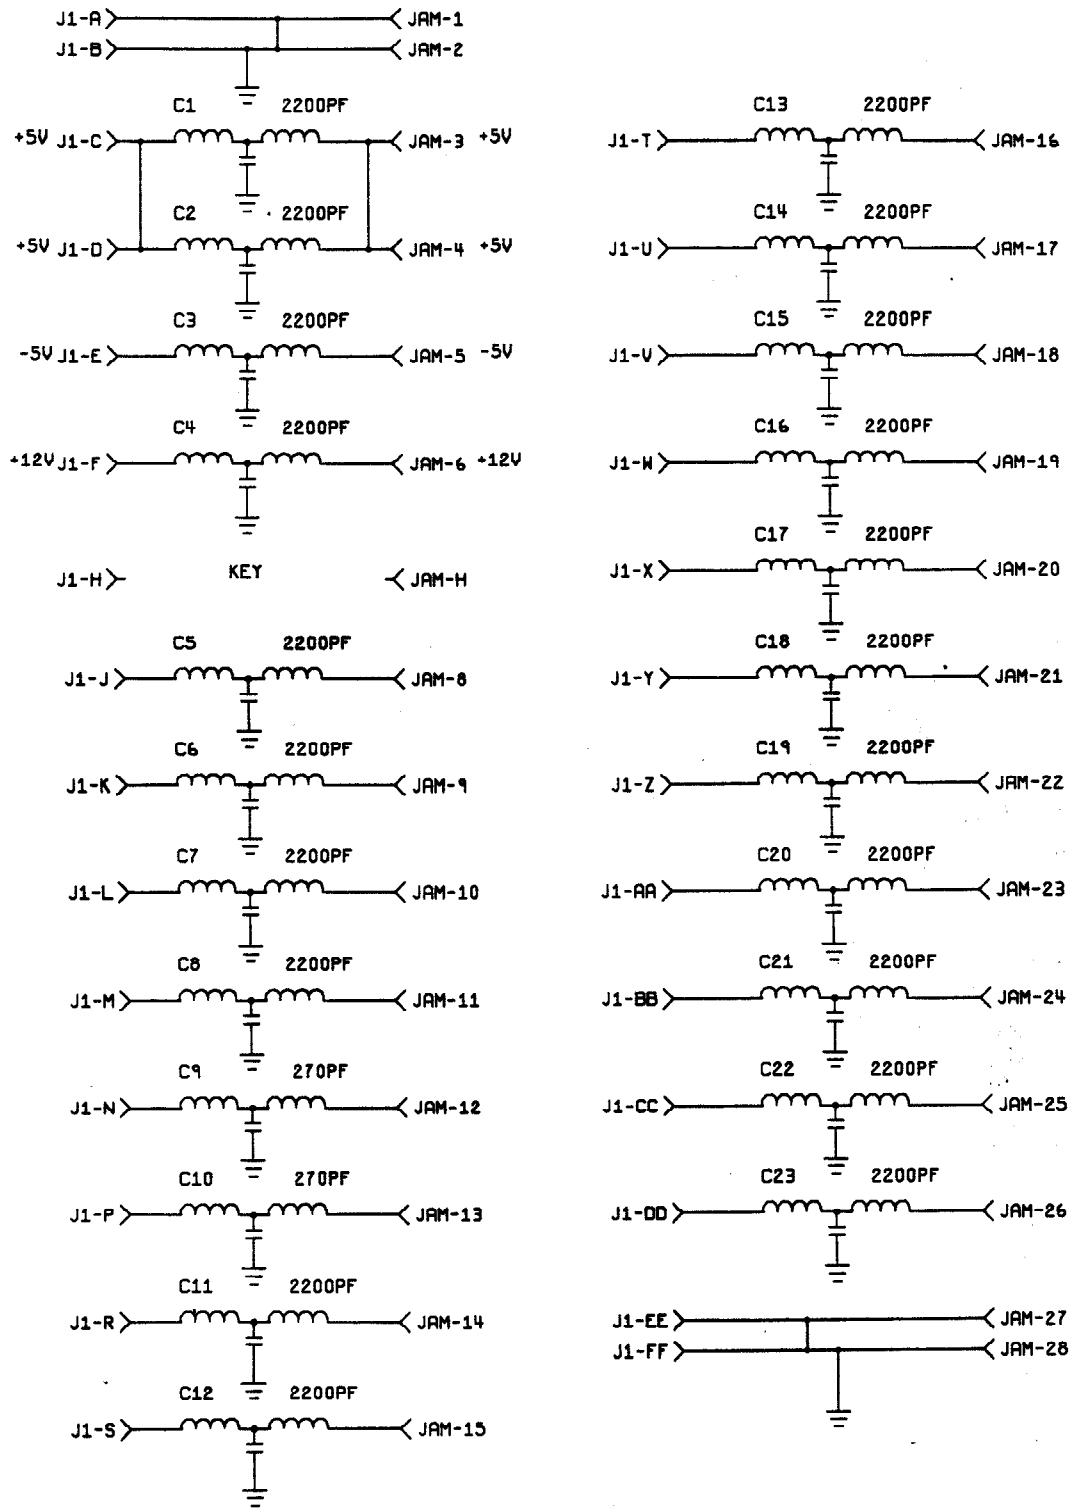 J1-A JAM-1
J1-B JAM-2
C1 2200PF
+5V J1-C JAM-3 +5V
C2 2200PF
+5V J1-D JAM-4 +5V
C3 2200PF
-5V J1-E JAM-5 -5V
C4 2200PF
+12V J1-F JAM-6 +12V
J1-H KEY JAM-H
C5 2200PF
J1-J JAM-8
C6 2200PF
J1-K JAM-9
C7 2200PF
J1-L JAM-10
C8 2200PF
J1-M JAM-11
C9 270PF
J1-N JAM-12
C10 270PF
J1-P JAM-13
C11 2200PF
J1-R JAM-14
C12 2200PF
J1-S JAM-15
C13 2200PF
J1-T JAM-16
C14 2200PF
J1-U JAM-17
C15 2200PF
J1-V JAM-18
C16 2200PF
J1-W JAM-19
C17 2200PF
J1-X JAM-20
C18 2200PF
J1-Y JAM-21
C19 2200PF
J1-Z JAM-22
C20 2200PF
J1-AA JAM-23
C21 2200PF
J1-BB JAM-24
C22 2200PF
J1-CC JAM-25
C23 2200PF
J1-DD JAM-26
J1-EE JAM-27
J1-FF JAM-28